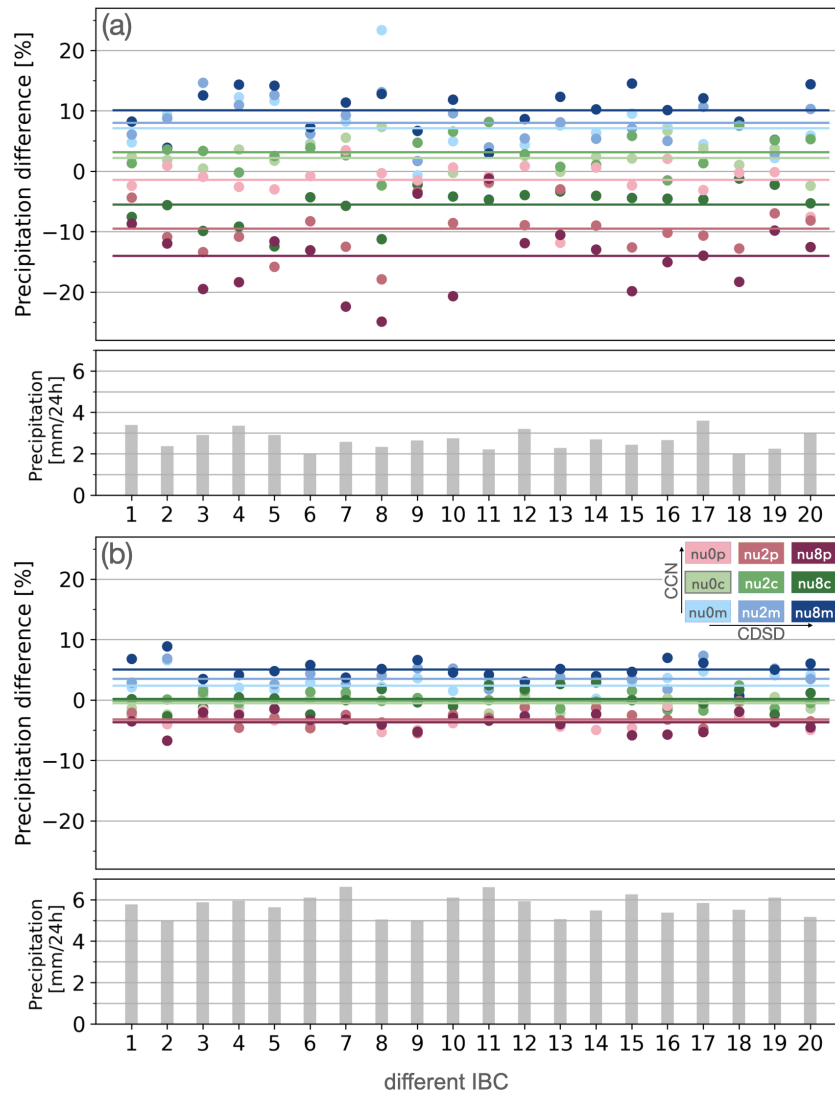 (a)
Precipitation difference [%]
20
10
0
−10
−20
Precipitation
[mm/24h]
6
4
2
0
1 2 3 4 5 6 7 8 9 10 11 12 13 14 15 16 17 18 19 20
(b)
Precipitation difference [%]
20
10
0
−10
−20
CCN
nu0p nu2p nu8p
nu0c nu2c nu8c
nu0m nu2m nu8m
CDSD
Precipitation
[mm/24h]
6
4
2
0
1 2 3 4 5 6 7 8 9 10 11 12 13 14 15 16 17 18 19 20
different IBC